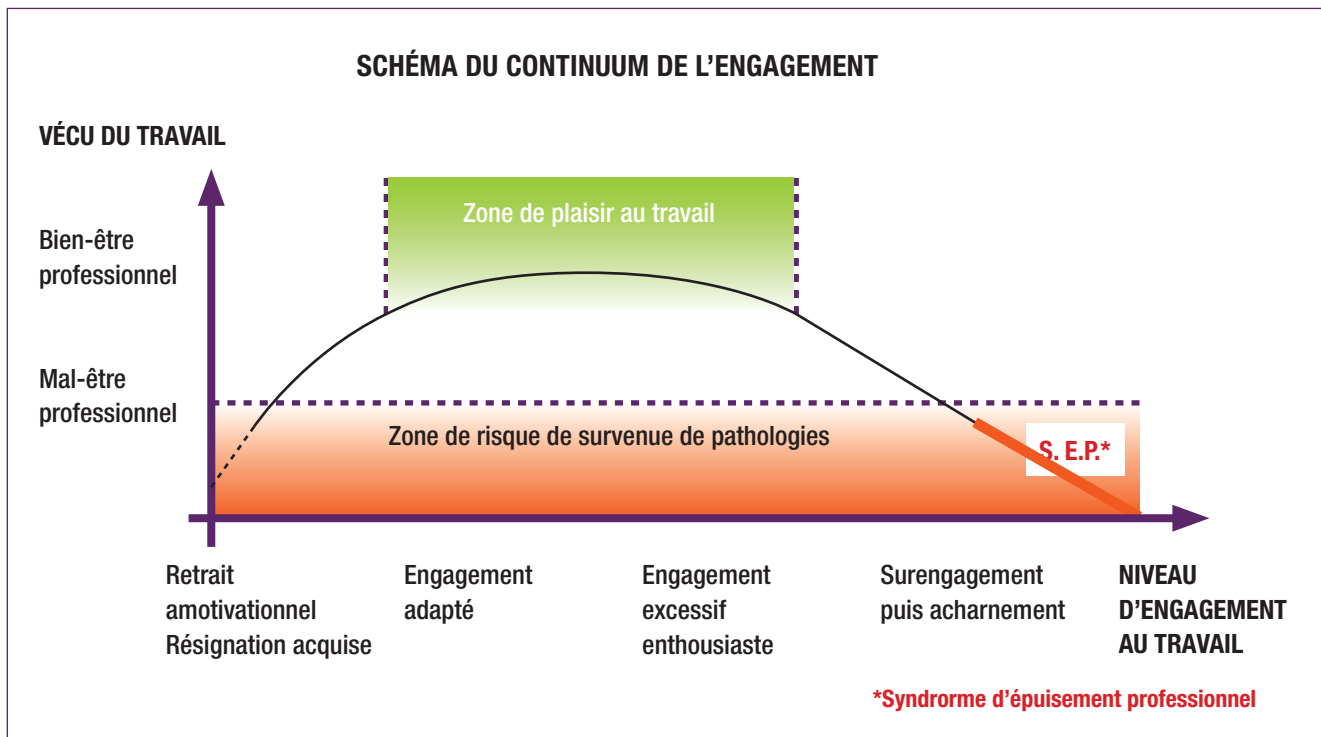 SCHÉMA DU CONTINUUM DE L’ENGAGEMENT
VÉCU DU TRAVAIL
Zone de plaisir au travail
Bien-être
professionnel
Mal-être
professionnel
Zone de risque de survenue de pathologies
S. E.P.*
Retrait
amotivationnel
Résignation acquise
Engagement
adapté
Engagement
excessif
enthousiaste
Surengagement
puis acharnement
NIVEAU
D’ENGAGEMENT
AU TRAVAIL
*Syndrorme d’épuisement professionnel